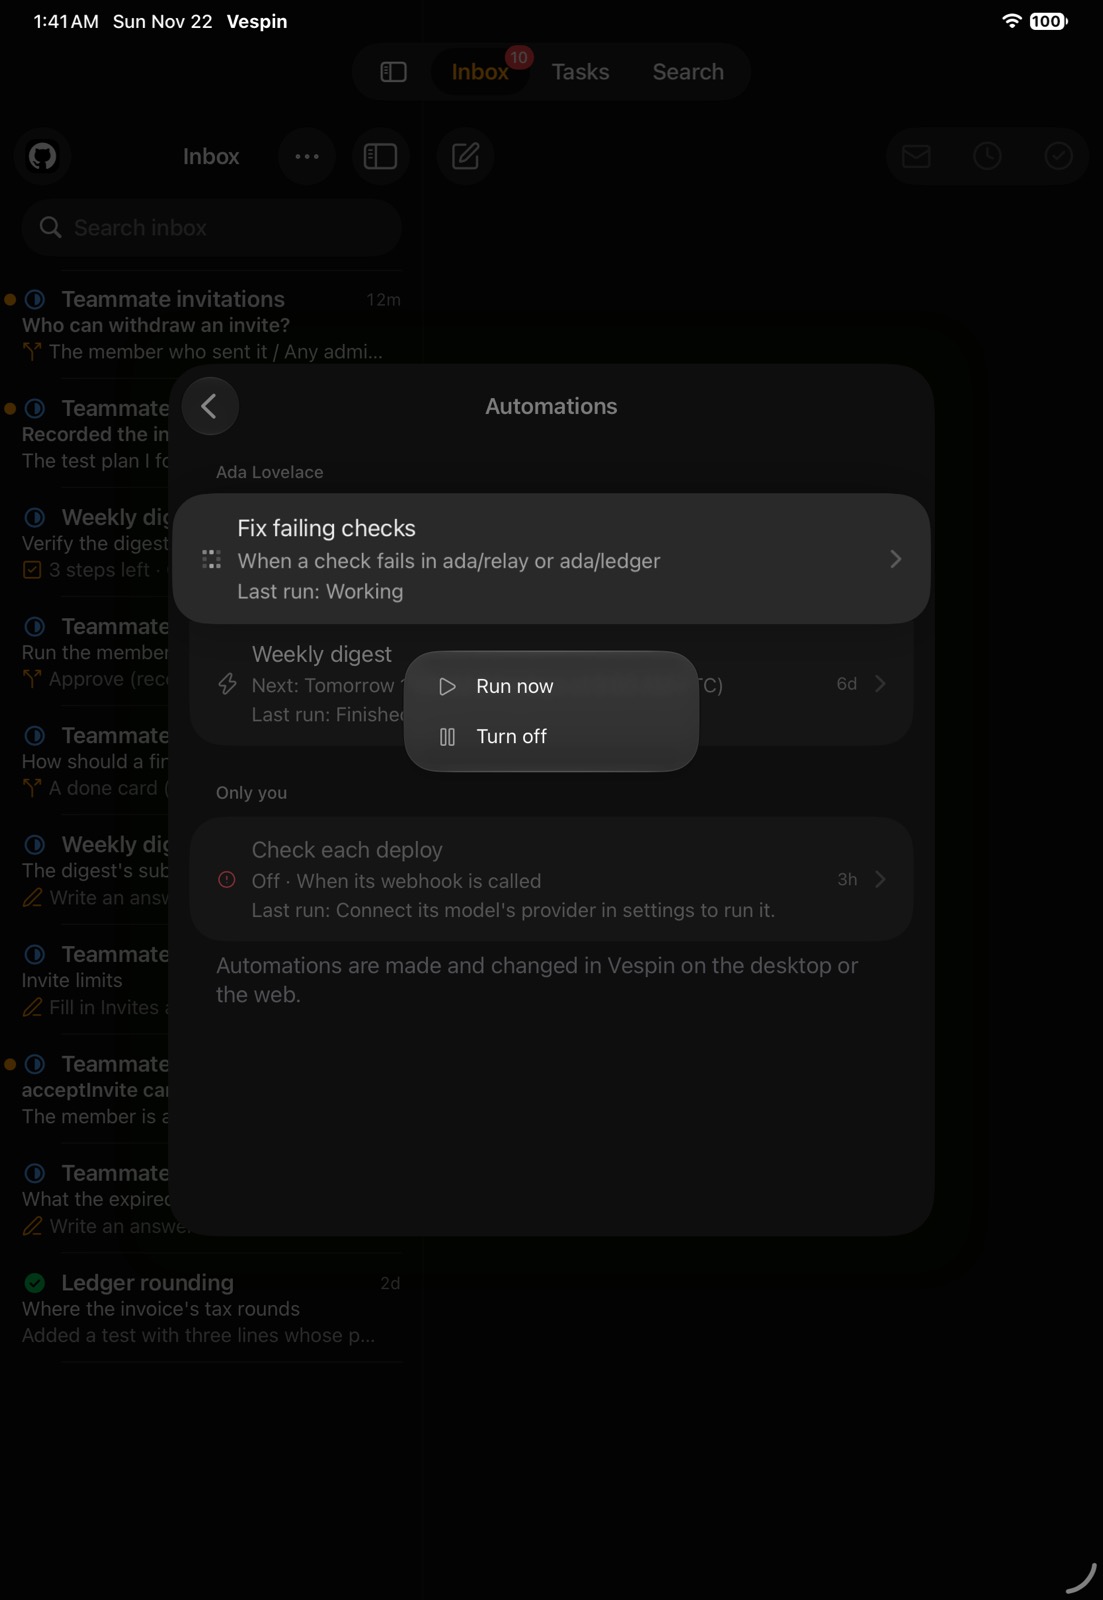 1:41 AM Sun Nov 22 Vespin
100
Inbox
10
Tasks
Search
Inbox
Search inbox
Teammate invitations
12m
Who can withdraw an invite?
The member who sent it / Any admi...
Teammate
Recorded the in
The test plan I fo
Weekly dig
Verify the digest
3 steps left ·
Teammate
Run the member
Approve (reco
Teammate
How should a fin
A done card (
Weekly dig
The digest's sub
Write an answ
Teammate
Invite limits
Fill in Invites a
Teammate
acceptInvite can
The member is a
Teammate
What the expired
Write an answe.
Ledger rounding
2d
Where the invoice's tax rounds
Added a test with three lines whose p...
Automations
Ada Lovelace
Fix failing checks
When a check fails in ada/relay or ada/ledger
Last run: Working
Weekly digest
Next: Tomorrow
TC)
6d
Last run: Finished
Run now
Turn off
Only you
Check each deploy
Off · When its webhook is called
3h
Last run: Connect its model's provider in settings to run it.
Automations are made and changed in Vespin on the desktop or
the web.